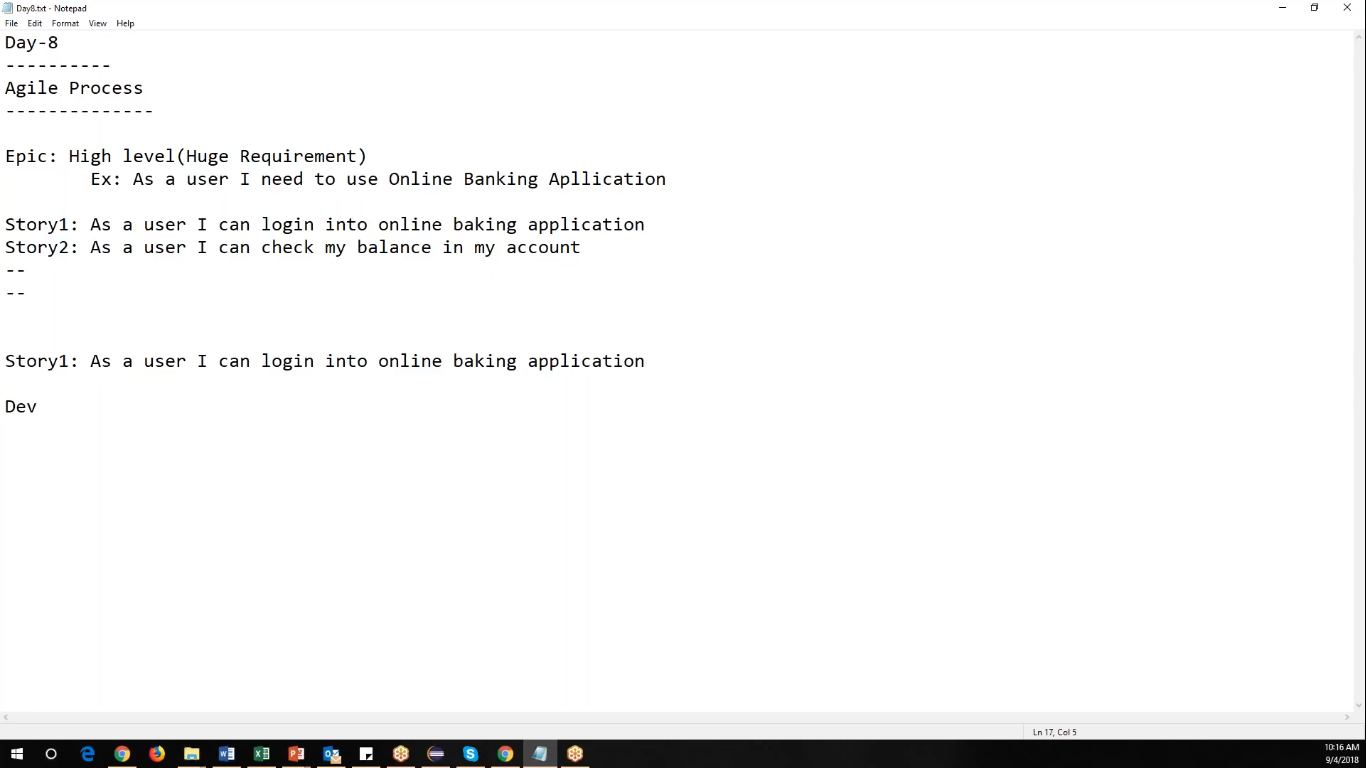 Day8.txt - Notepad
File Edit Format View Help
Day-8
----------
Agile Process
--------------
Epic: High level(Huge Requirement)
Ex: As a user I need to use Online Banking Apllication
Story1: As a user I can login into online baking application
Story2: As a user I can check my balance in my account
--
--
Story1: As a user I can login into online baking application
Dev
Ln 17, Col 5
10:16 AM
9/4/2018